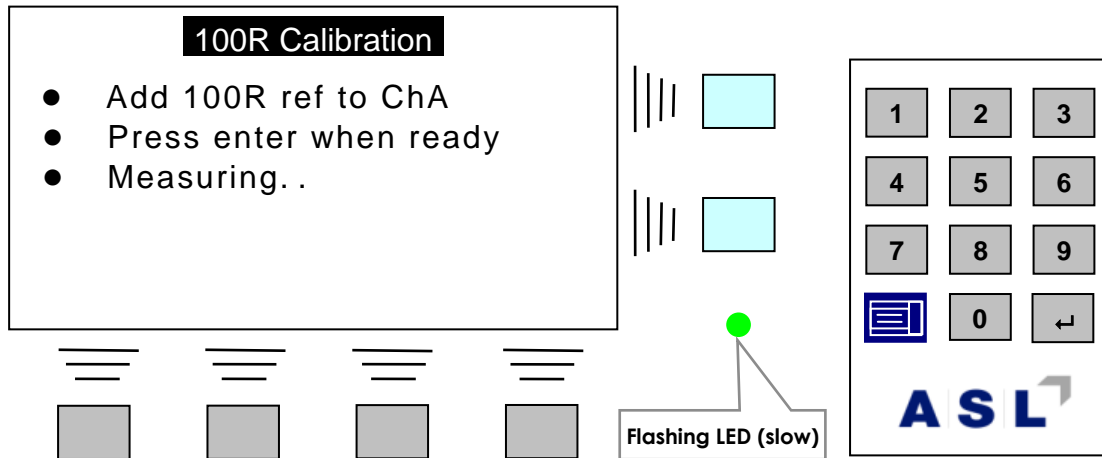 100R Calibration
● Add 100R ref to ChA
● Press enter when ready
● Measuring. .
1 2 3
4 5 6
7 8 9
0 ↵
ASL
Flashing LED (slow)